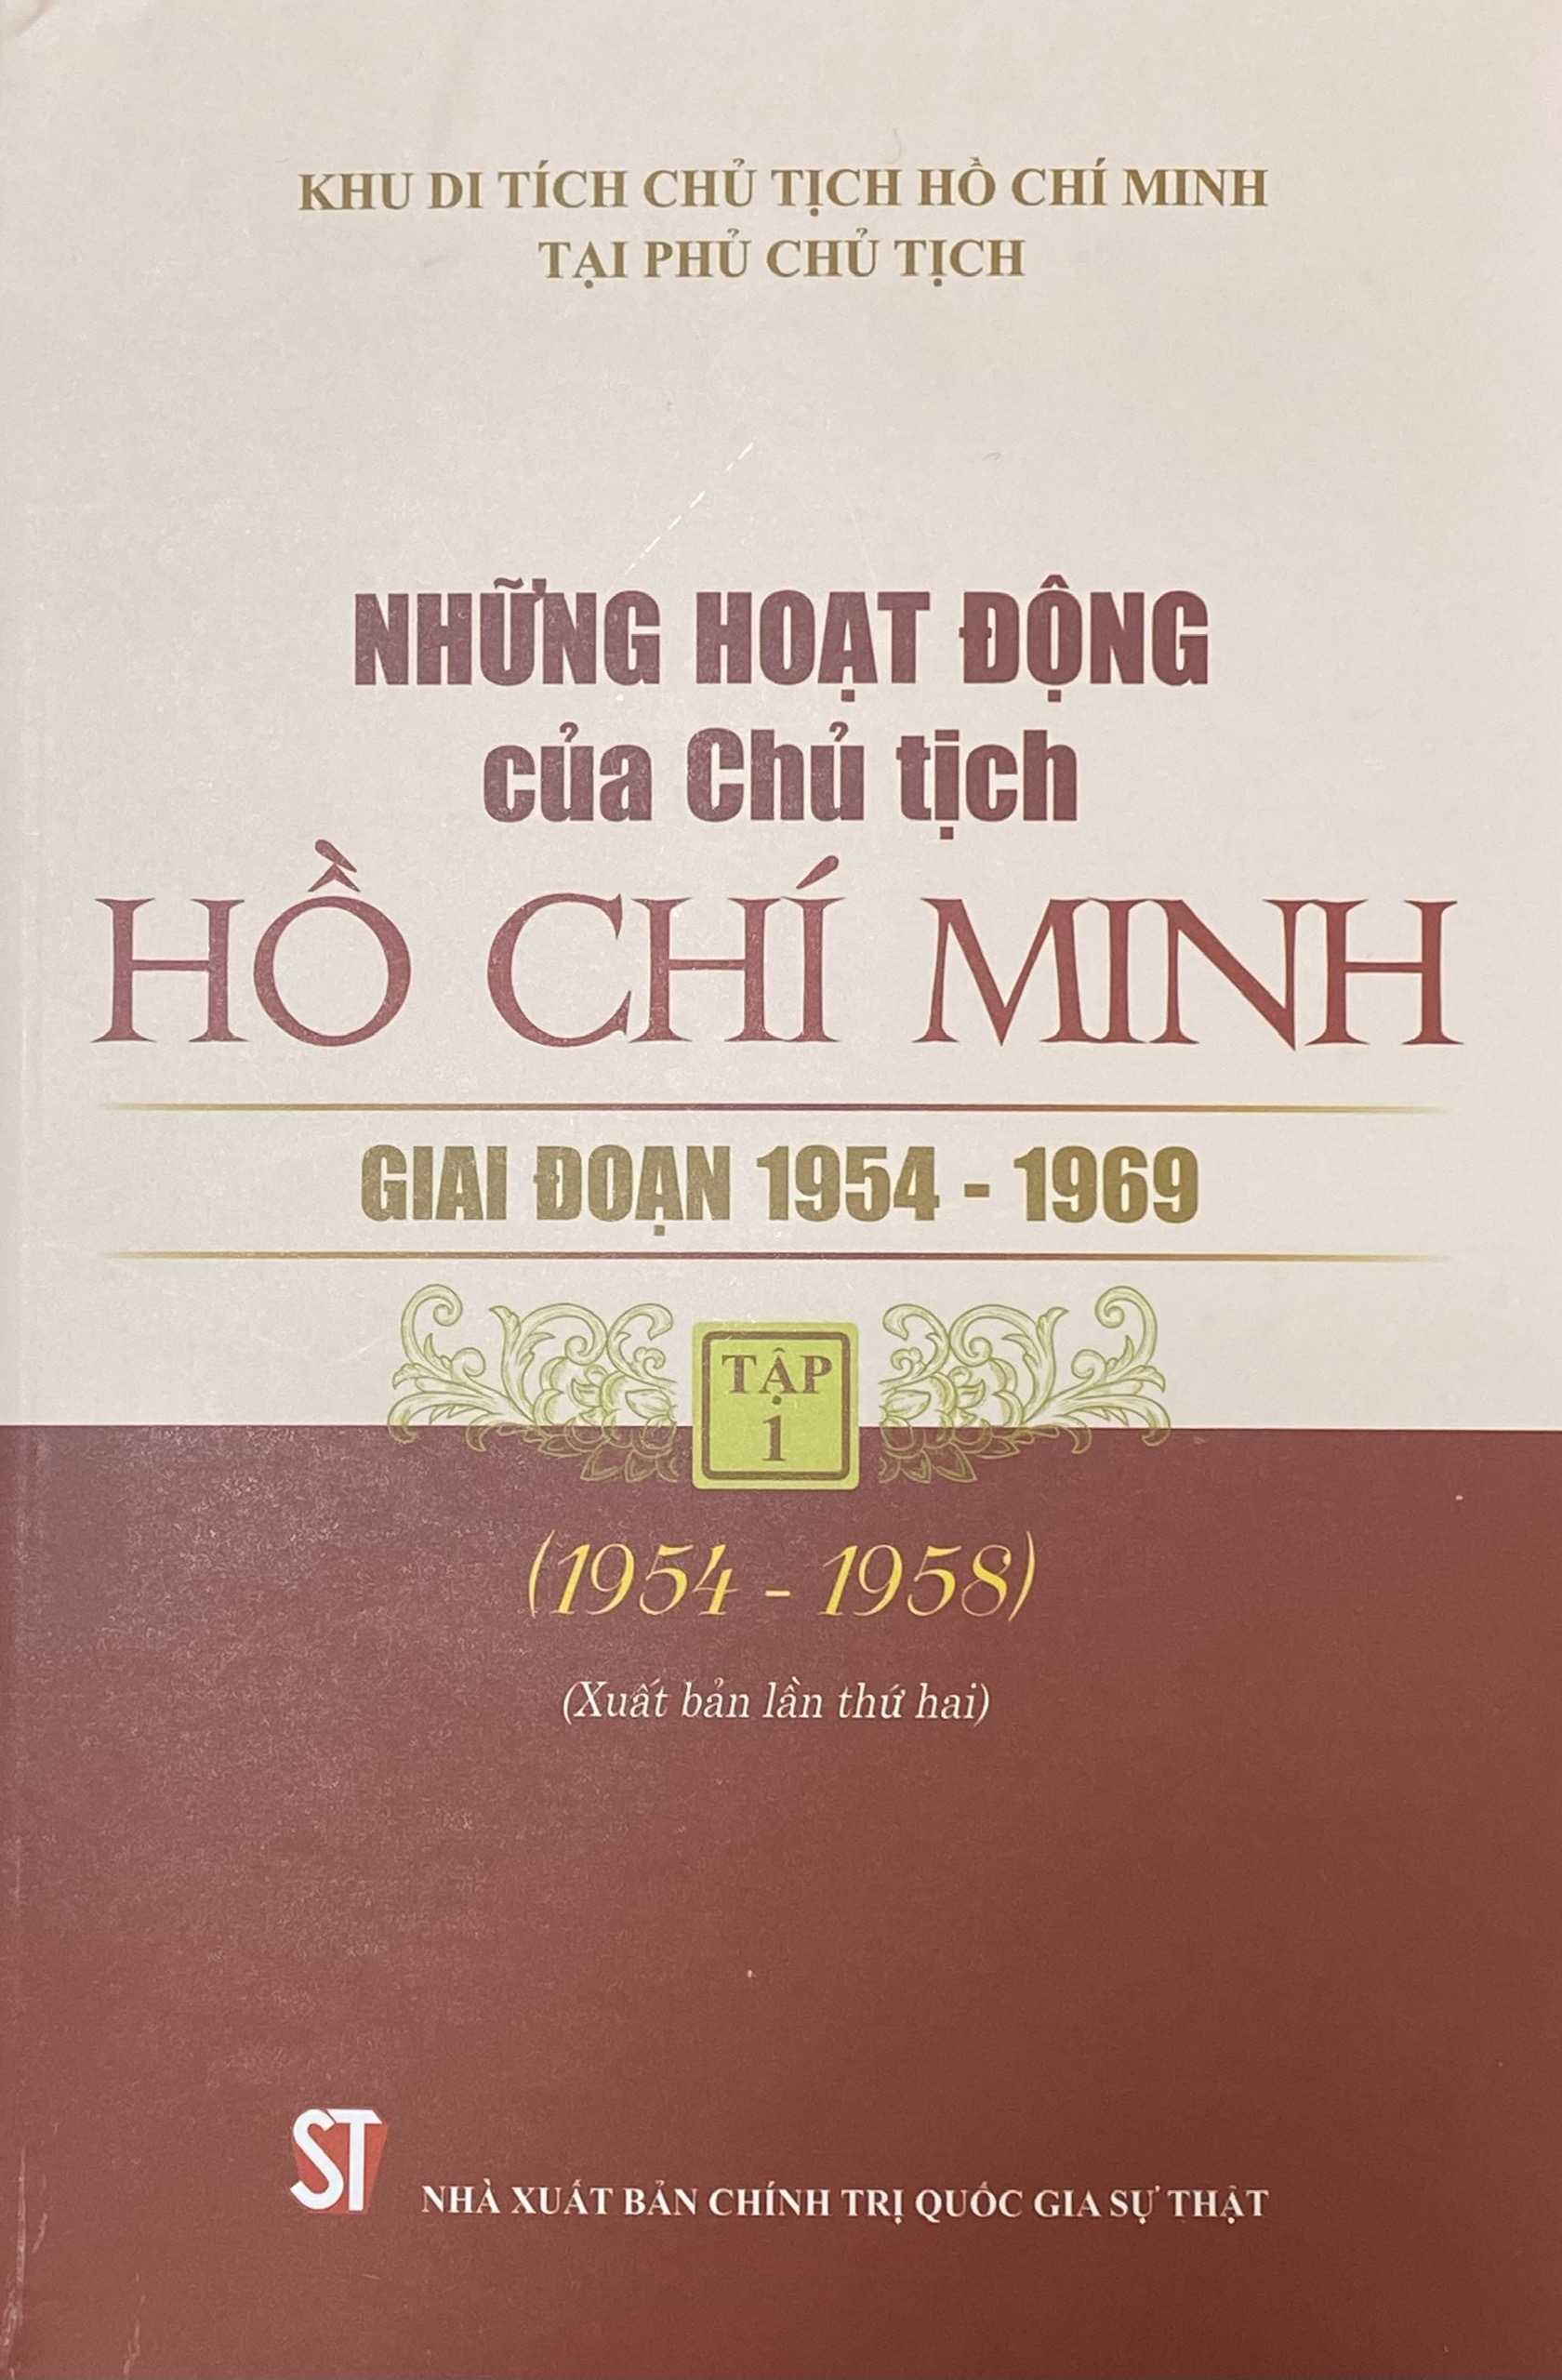 KHU DI TÍCH CHỦ TỊCH HỒ CHÍ MINH
TẠI PHỦ CHỦ TỊCH
NHỮNG HOẠT ĐỘNG
của Chủ tịch
HỒ CHÍ MINH
GIAI ĐOẠN 1954 - 1969
TẬP
1
(1954 - 1958)
(Xuất bản lần thứ hai)
ST
NHÀ XUẤT BẢN CHÍNH TRỊ QUỐC GIA SỰ THẬT